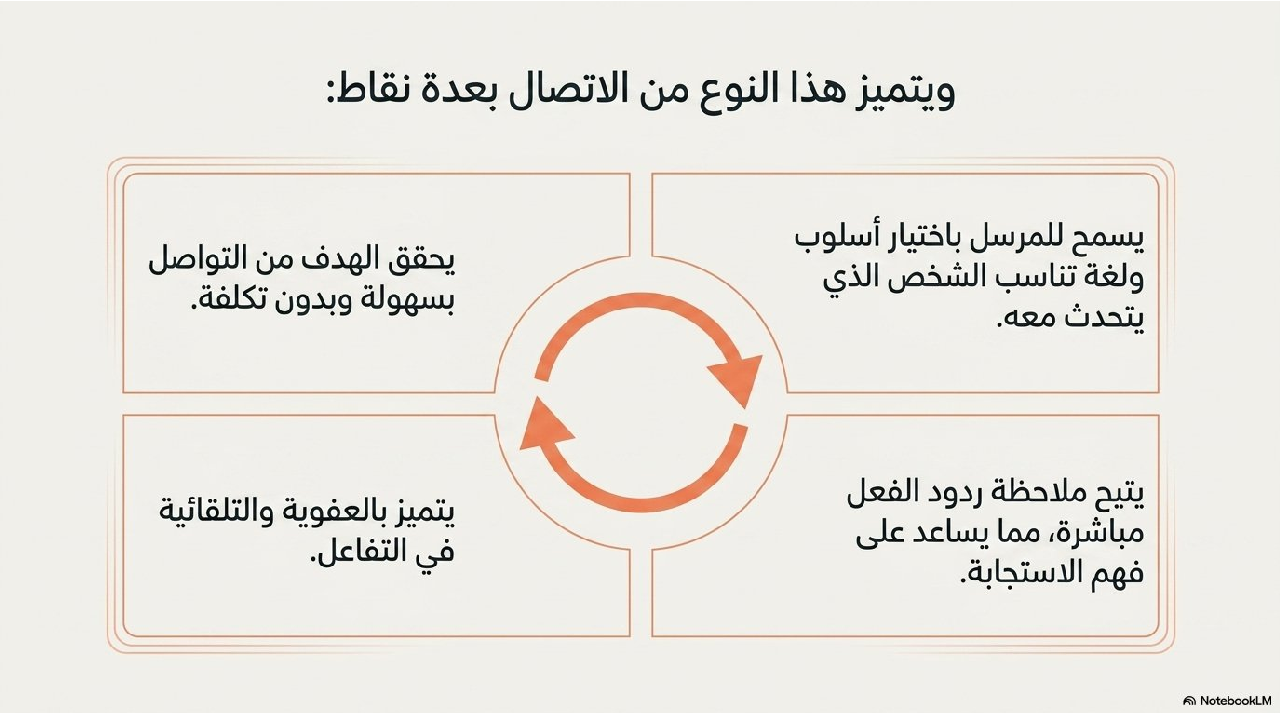 ويتميز هذا النوع من الاتصال بعدة نقاط:
يسمح للمرسل باختيار أسلوب
ولغة تناسب الشخص الذي
يتحدث معه.
يحقق الهدف من التواصل
بسهولة وبدون تكلفة.
يتيح ملاحظة ردود الفعل
مباشرة، مما يساعد على
فهم الاستجابة.
يتميز بالعفوية والتلقائية
في التفاعل.
NotebookLM